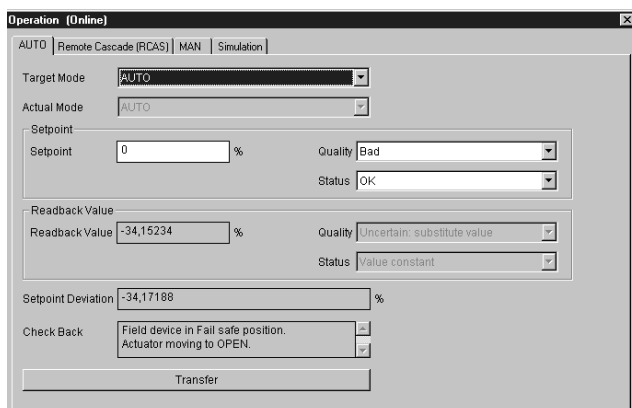 Operation (Online)
AUTO Remote Cascade (RCAS) MAN Simulation
Target Mode AUTO
Actual Mode AUTO
Setpoint
Setpoint 0 % Quality Bad
Status OK
Readback Value
Readback Value -34,15234 % Quality Uncertain: substitute value
Status Value constant
Setpoint Deviation -34,17188 %
Check Back Field device in Fail safe position.
Actuator moving to OPEN.
Transfer